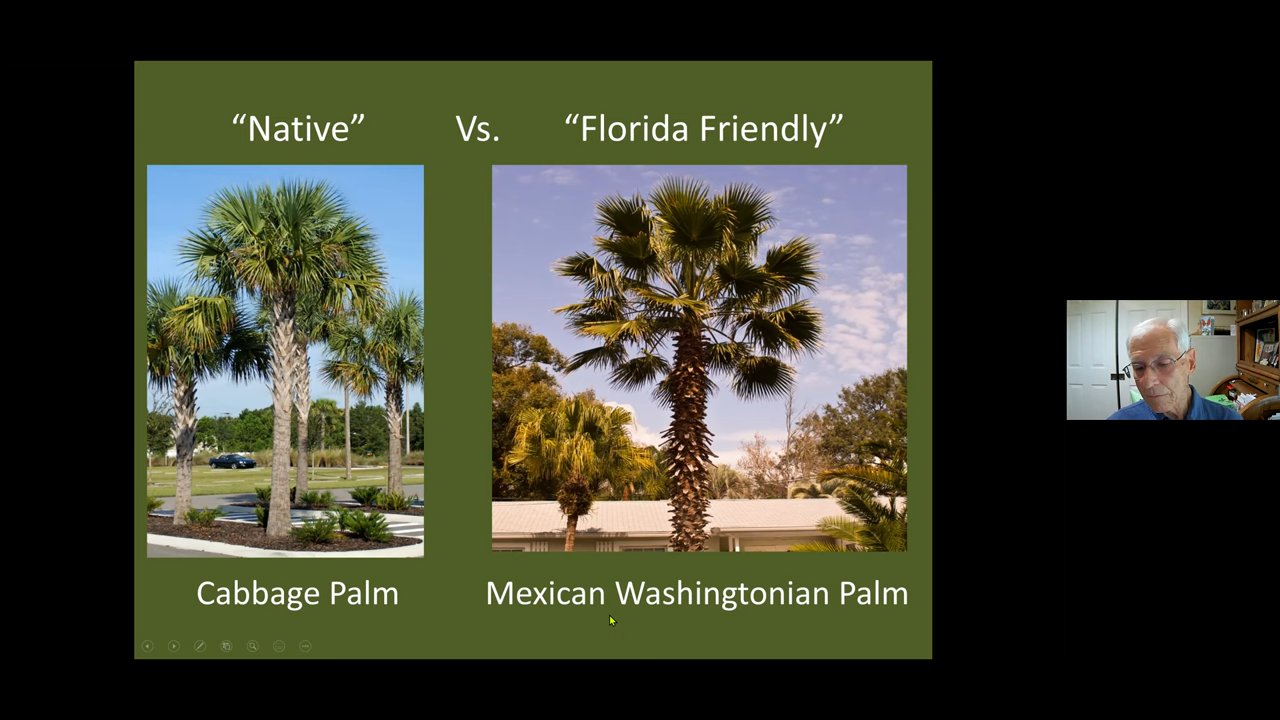 “Native” Vs. “Florida Friendly”
Cabbage Palm
Mexican Washingtonian Palm